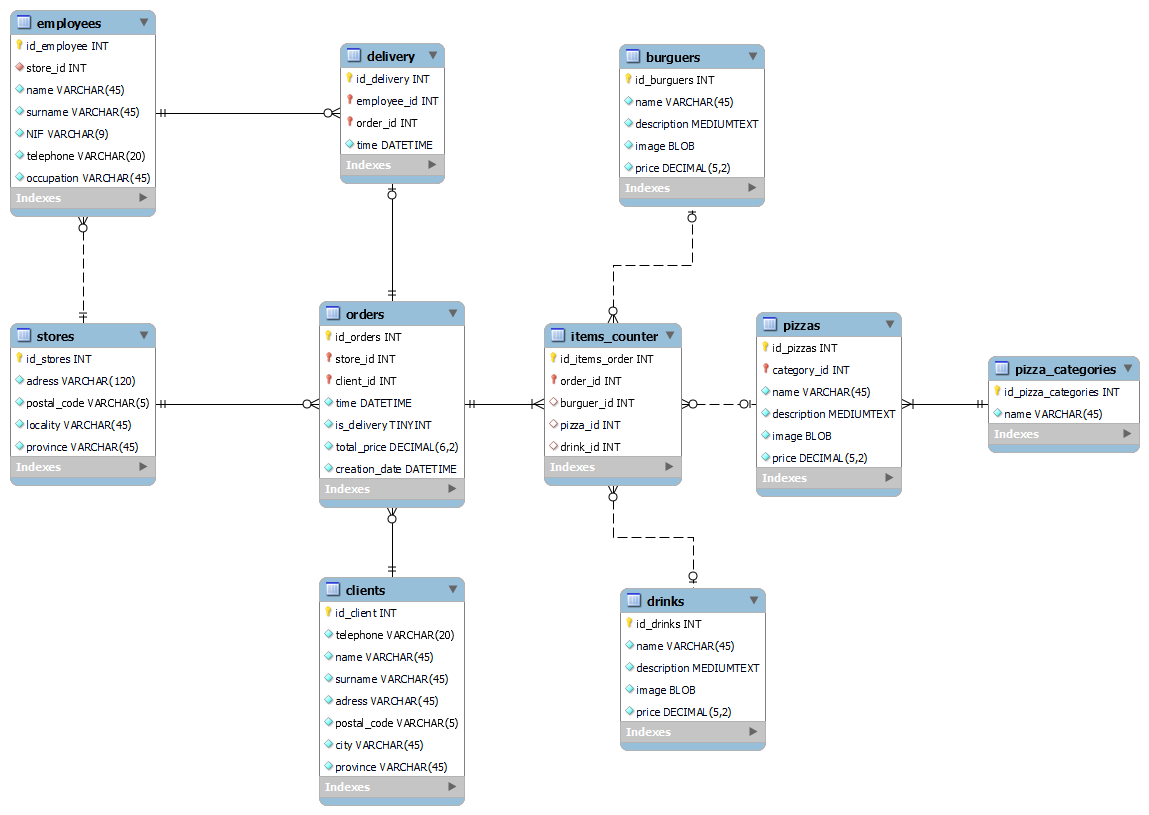 employees
id_employee INT
store_id INT
name VARCHAR(45)
surname VARCHAR(45)
NIF VARCHAR(9)
telephone VARCHAR(20)
occupation VARCHAR(45)
Indexes
delivery
id_delivery INT
employee_id INT
order_id INT
time DATETIME
Indexes
burguers
id_burguers INT
name VARCHAR(45)
description MEDIUMTEXT
image BLOB
price DECIMAL(5,2)
Indexes
stores
id_stores INT
adress VARCHAR(120)
postal_code VARCHAR(5)
locality VARCHAR(45)
province VARCHAR(45)
Indexes
orders
id_orders INT
store_id INT
client_id INT
time DATETIME
is_delivery TINYINT
total_price DECIMAL(6,2)
creation_date DATETIME
Indexes
items_counter
id_items_order INT
order_id INT
burguer_id INT
pizza_id INT
drink_id INT
Indexes
pizzas
id_pizzas INT
category_id INT
name VARCHAR(45)
description MEDIUMTEXT
image BLOB
price DECIMAL(5,2)
Indexes
pizza_categories
id_pizza_categories INT
name VARCHAR(45)
Indexes
clients
id_client INT
telephone VARCHAR(20)
name VARCHAR(45)
surname VARCHAR(45)
adress VARCHAR(45)
postal_code VARCHAR(5)
city VARCHAR(45)
province VARCHAR(45)
Indexes
drinks
id_drinks INT
name VARCHAR(45)
description MEDIUMTEXT
image BLOB
price DECIMAL(5,2)
Indexes